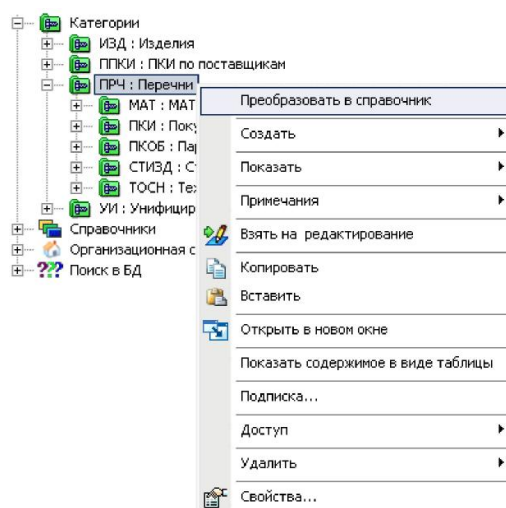 Категории
ИЗД : Изделия
ППКИ : ПКИ по поставщикам
ПРЧ : Перечни
МАТ : МАТ
ПКИ : Поку
ПКОБ : Пар
СТИЗД : С
ТОСН : Те
УИ : Унифицир
Справочники
Организационная с
??? Поиск в БД
Преобразовать в справочник
Создать
Показать
Примечания
Взять на редактирование
Копировать
Вставить
Открыть в новом окне
Показать содержимое в виде таблицы
Подписка...
Доступ
Удалить
Свойства...